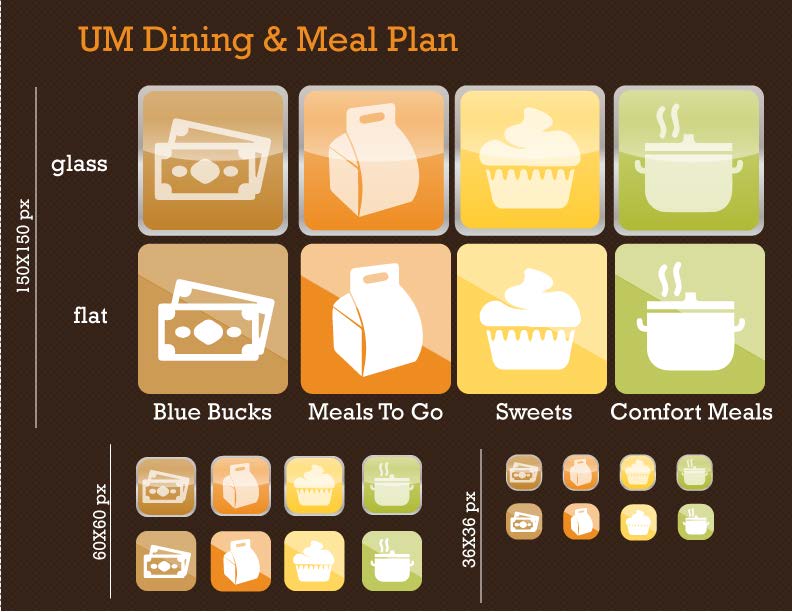 UM Dining & Meal Plan
glass
150X150 px
flat
Blue Bucks
Meals To Go
Sweets
Comfort Meals
60X60 px
36X36 px